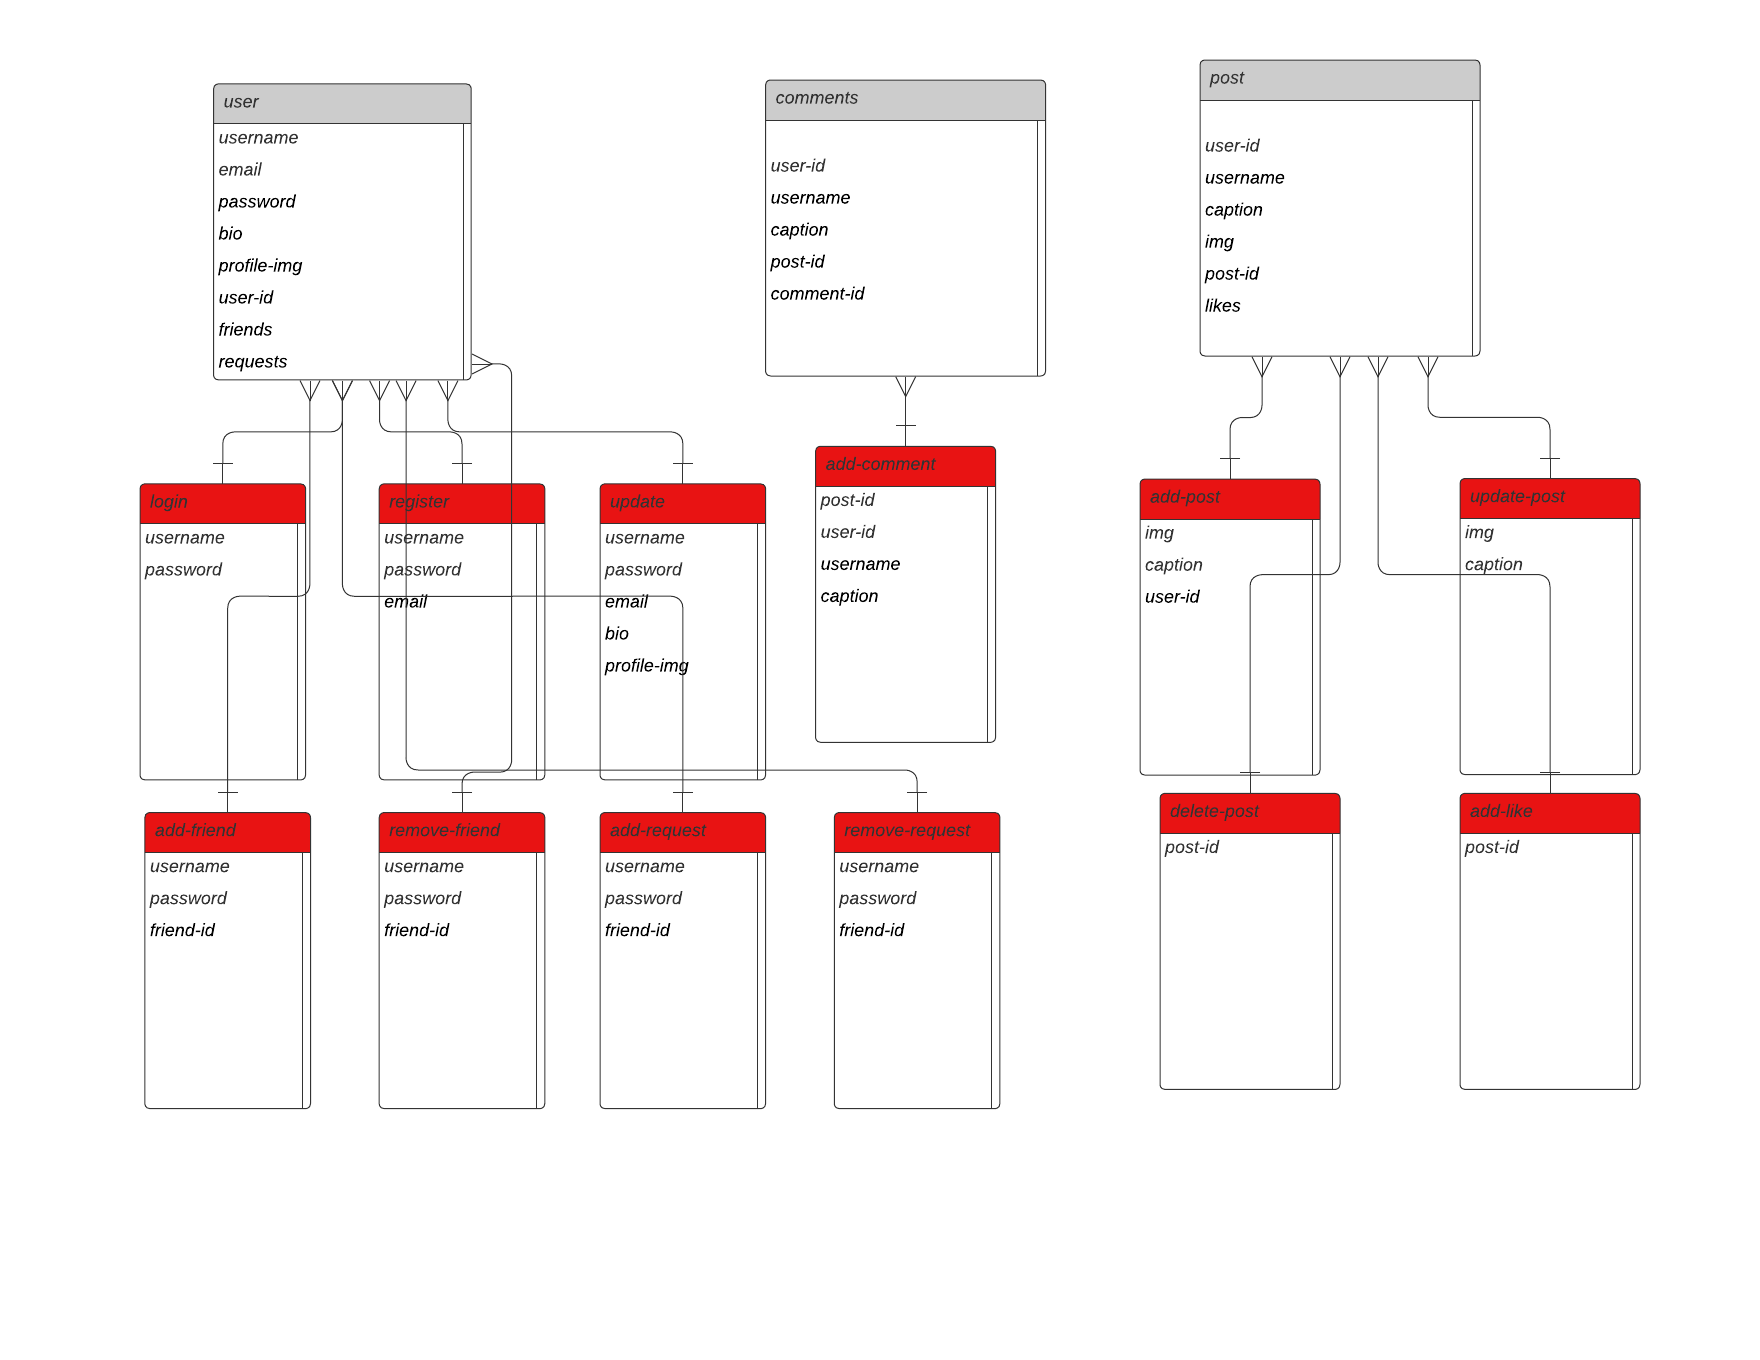 user
username
email
password
bio
profile-img
user-id
friends
requests
comments
user-id
username
caption
post-id
comment-id
post
user-id
username
caption
img
post-id
likes
login
username
password
register
username
password
email
update
username
password
email
bio
profile-img
add-comment
post-id
user-id
username
caption
add-post
img
caption
user-id
update-post
img
caption
add-friend
username
password
friend-id
remove-friend
username
password
friend-id
add-request
username
password
friend-id
remove-request
username
password
friend-id
delete-post
post-id
add-like
post-id